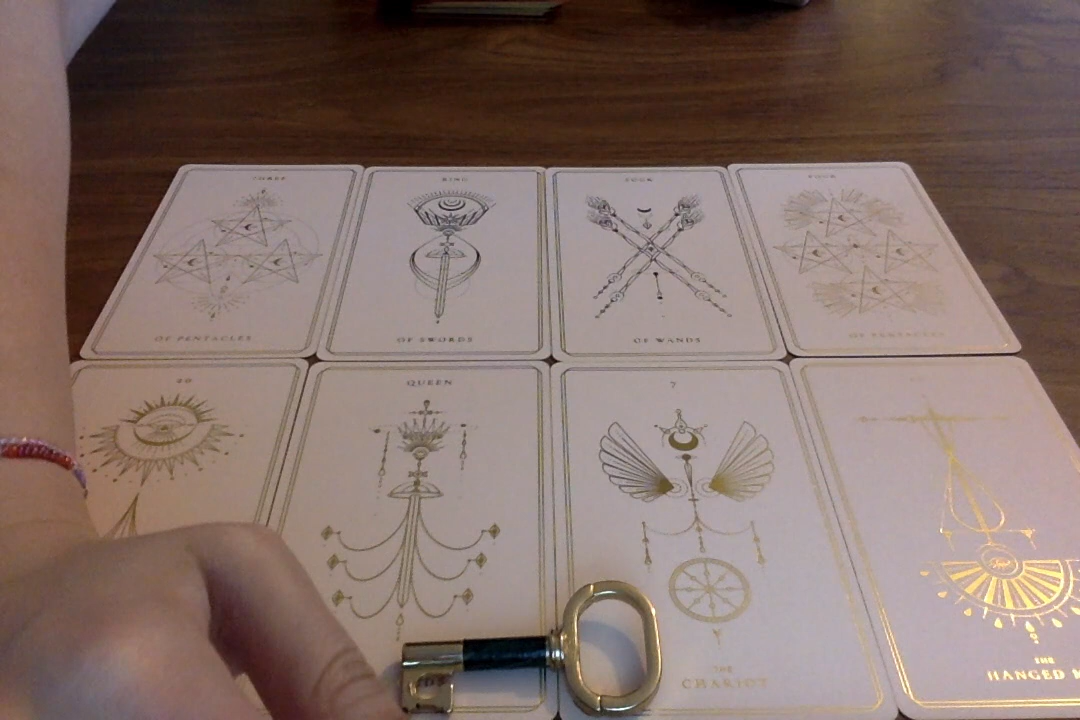 THREE
KING
FOUR
FOUR
OF PENTACLES
OF SWORDS
OF WANDS
OF PENTACLES
20
QUEEN
7
THE
CHARIOT
THE
HANGED